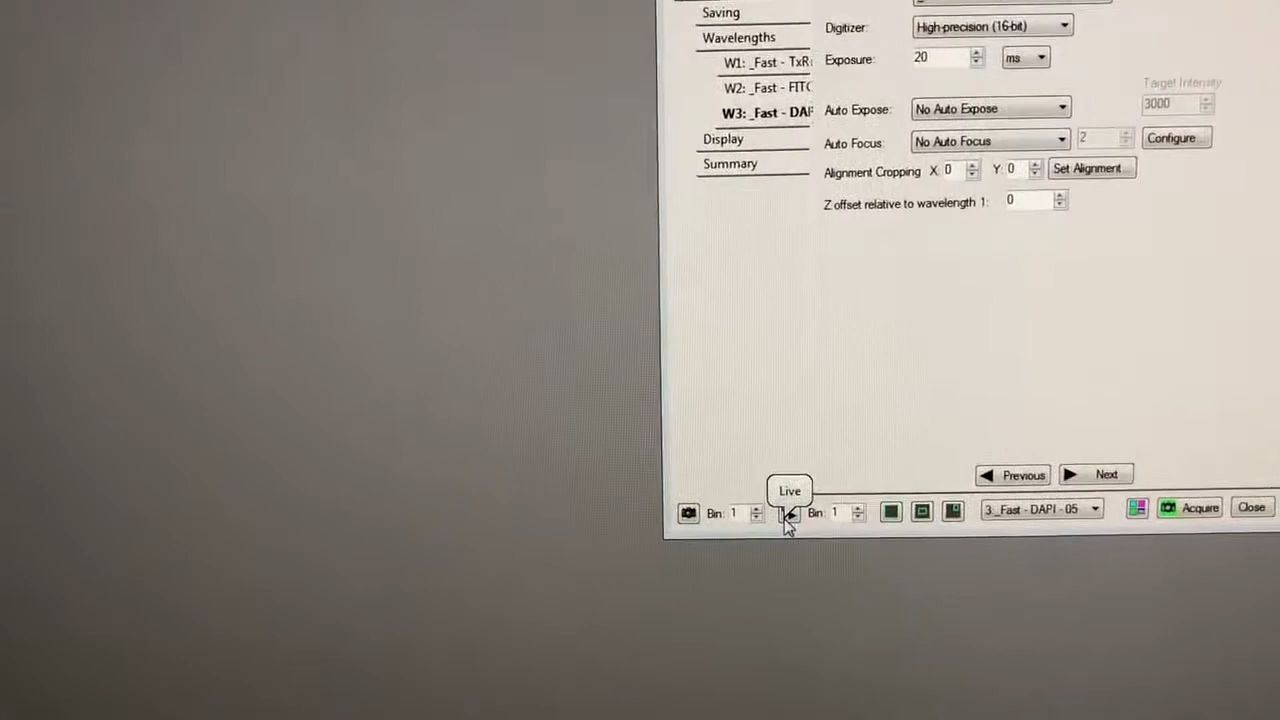 Saving
Digitizer: High-precision (16-bit)
Wavelengths
Exposure: 20 ms
W1: _Fast - TxR
Target Intensity
W2: _Fast - FITC
Auto Expose: No Auto Expose 3000
W3: _Fast - DAP
Display
Auto Focus: No Auto Focus 2 Configure...
Summary
Alignment Cropping X: 0 Y: 0 Set Alignment...
Z offset relative to wavelength 1: 0
Previous Next
Live
Bin: 1 Bin: 1 3:_Fast - DAPI - 05 Acquire Close